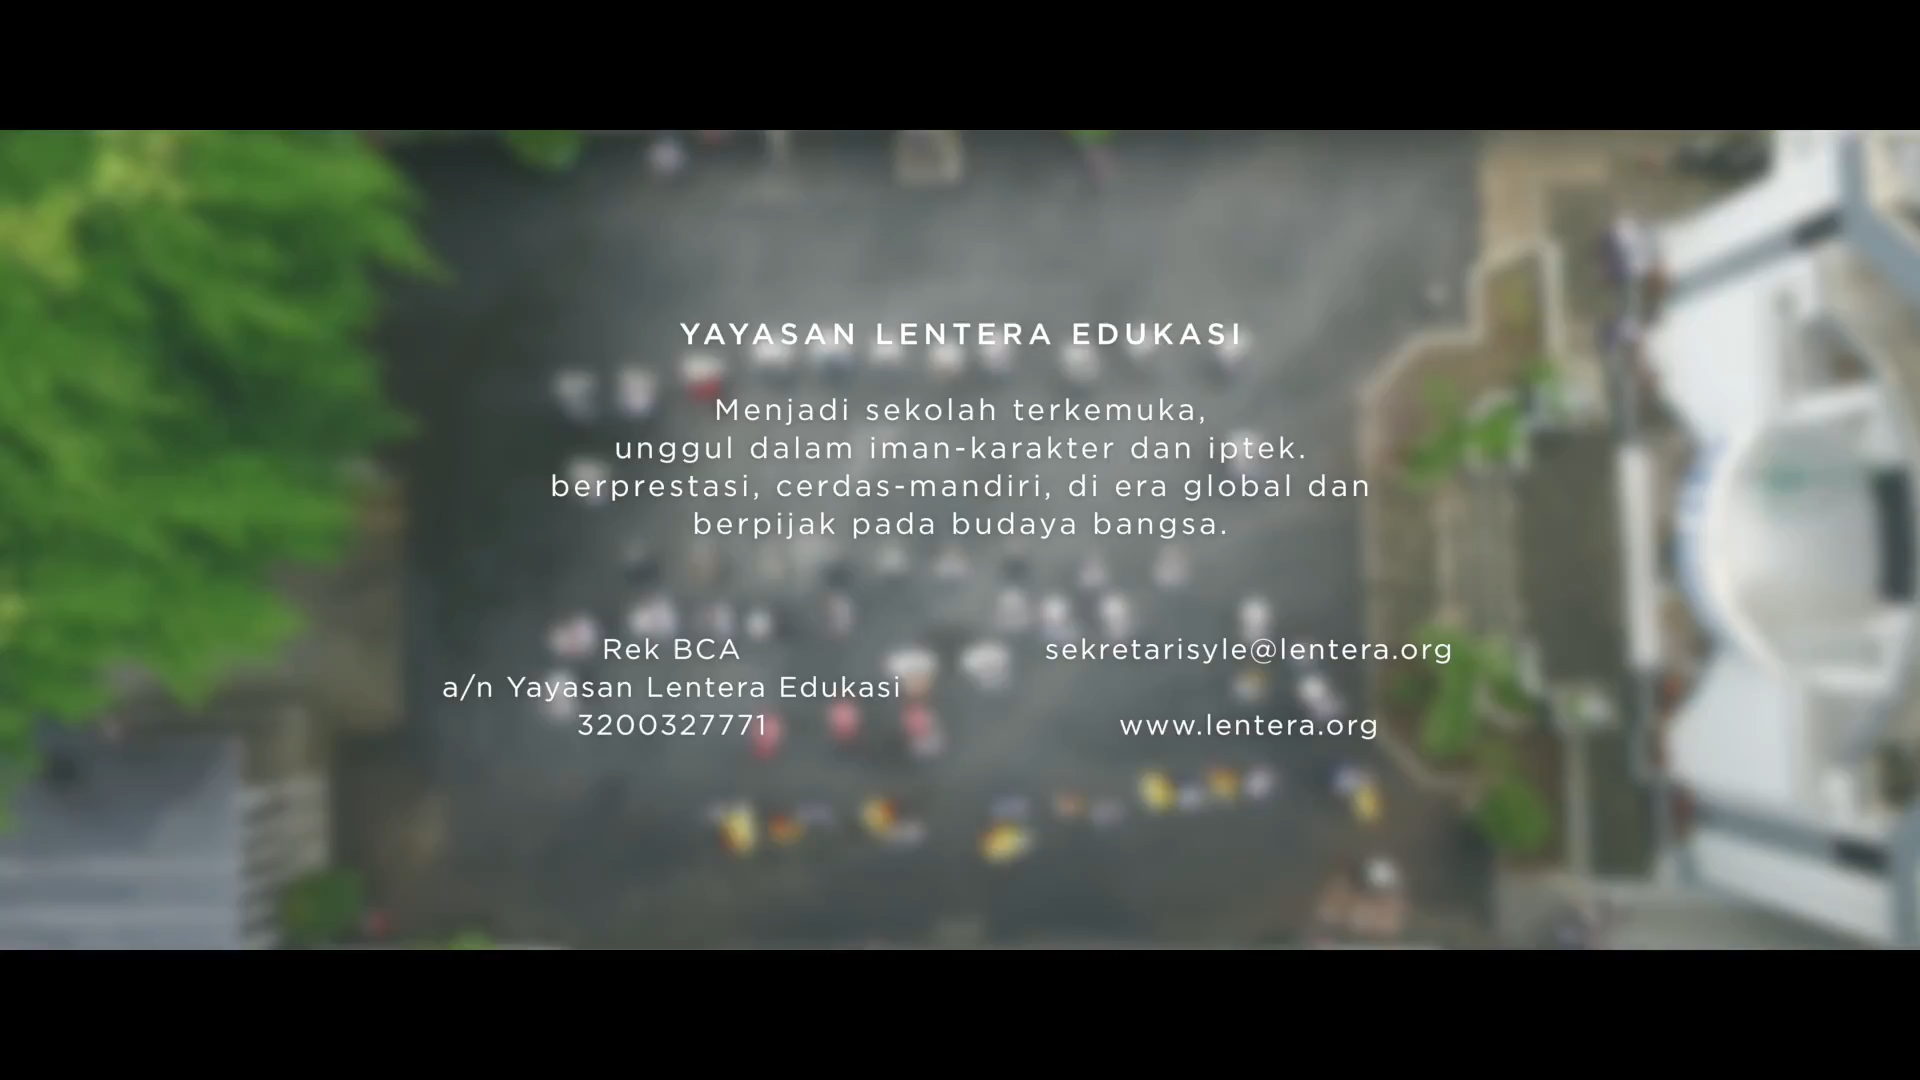 YAYASAN LENTERA EDUKASI
Menjadi sekolah terkemuka,
unggul dalam iman-karakter dan iptek.
berprestasi, cerdas-mandiri, di era global dan
berpijak pada budaya bangsa.
Rek BCA
a/n Yayasan Lentera Edukasi
3200327771
sekretarisyle@lentera.org
www.lentera.org